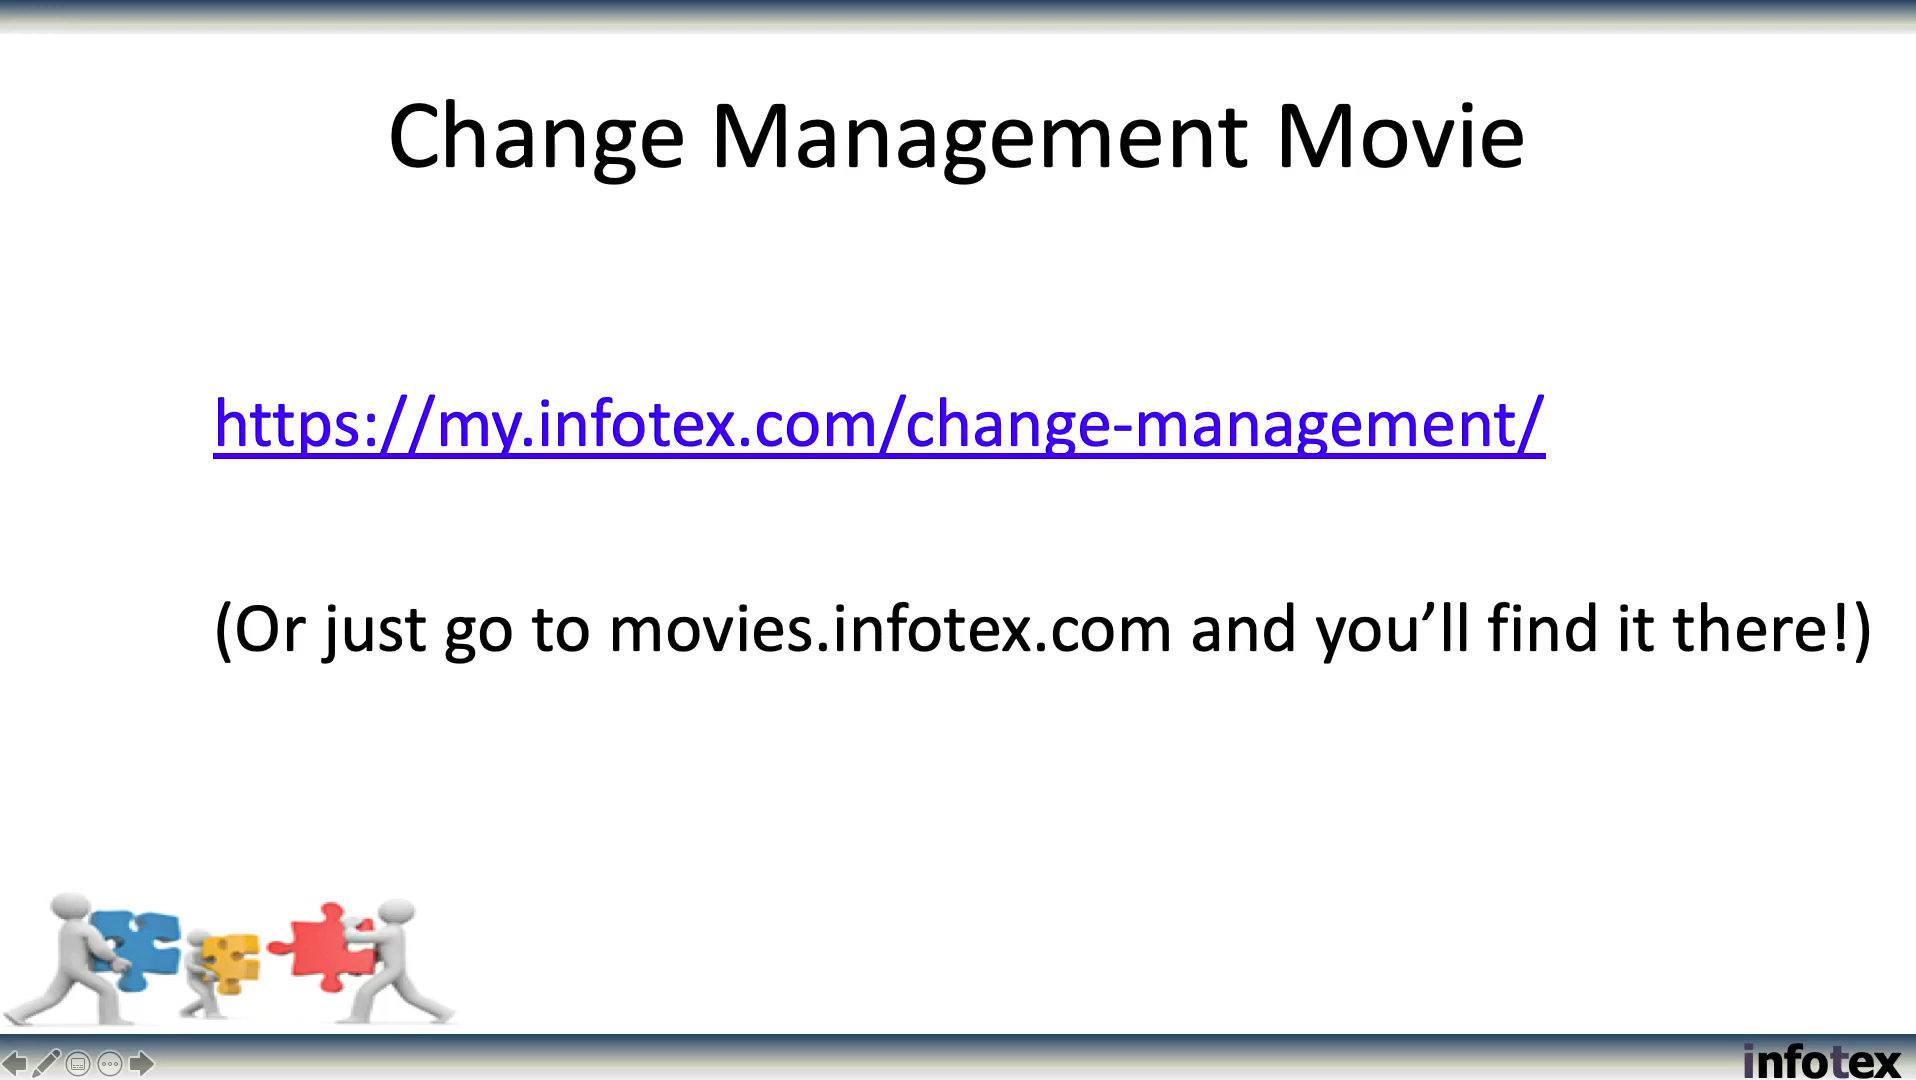 Change Management Movie
https://my.infotex.com/change-management/
(Or just go to movies.infotex.com and you’ll find it there!)
infotex